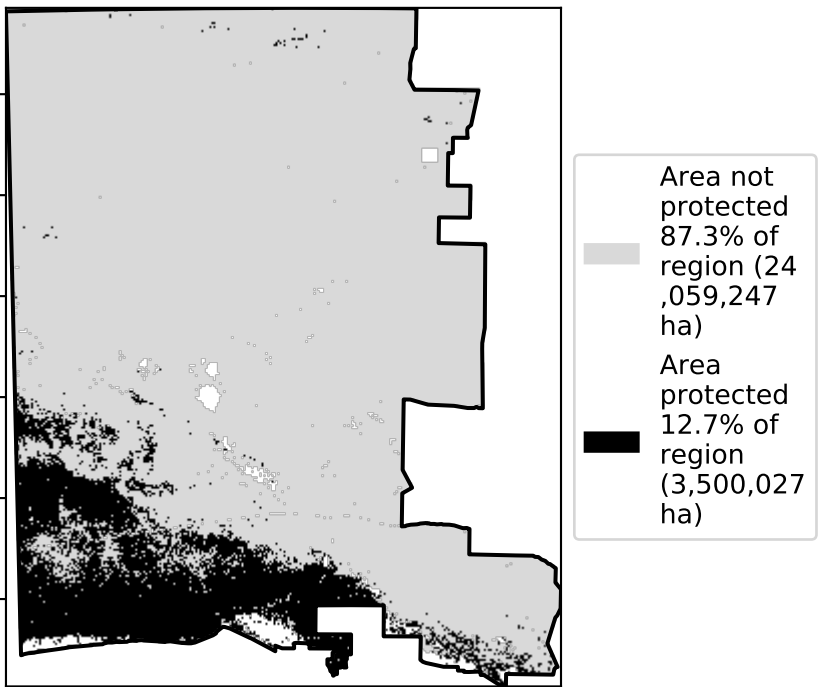 Area not
protected
87.3% of
region (24
,059,247
ha)
Area
protected
12.7% of
region
(3,500,027
ha)